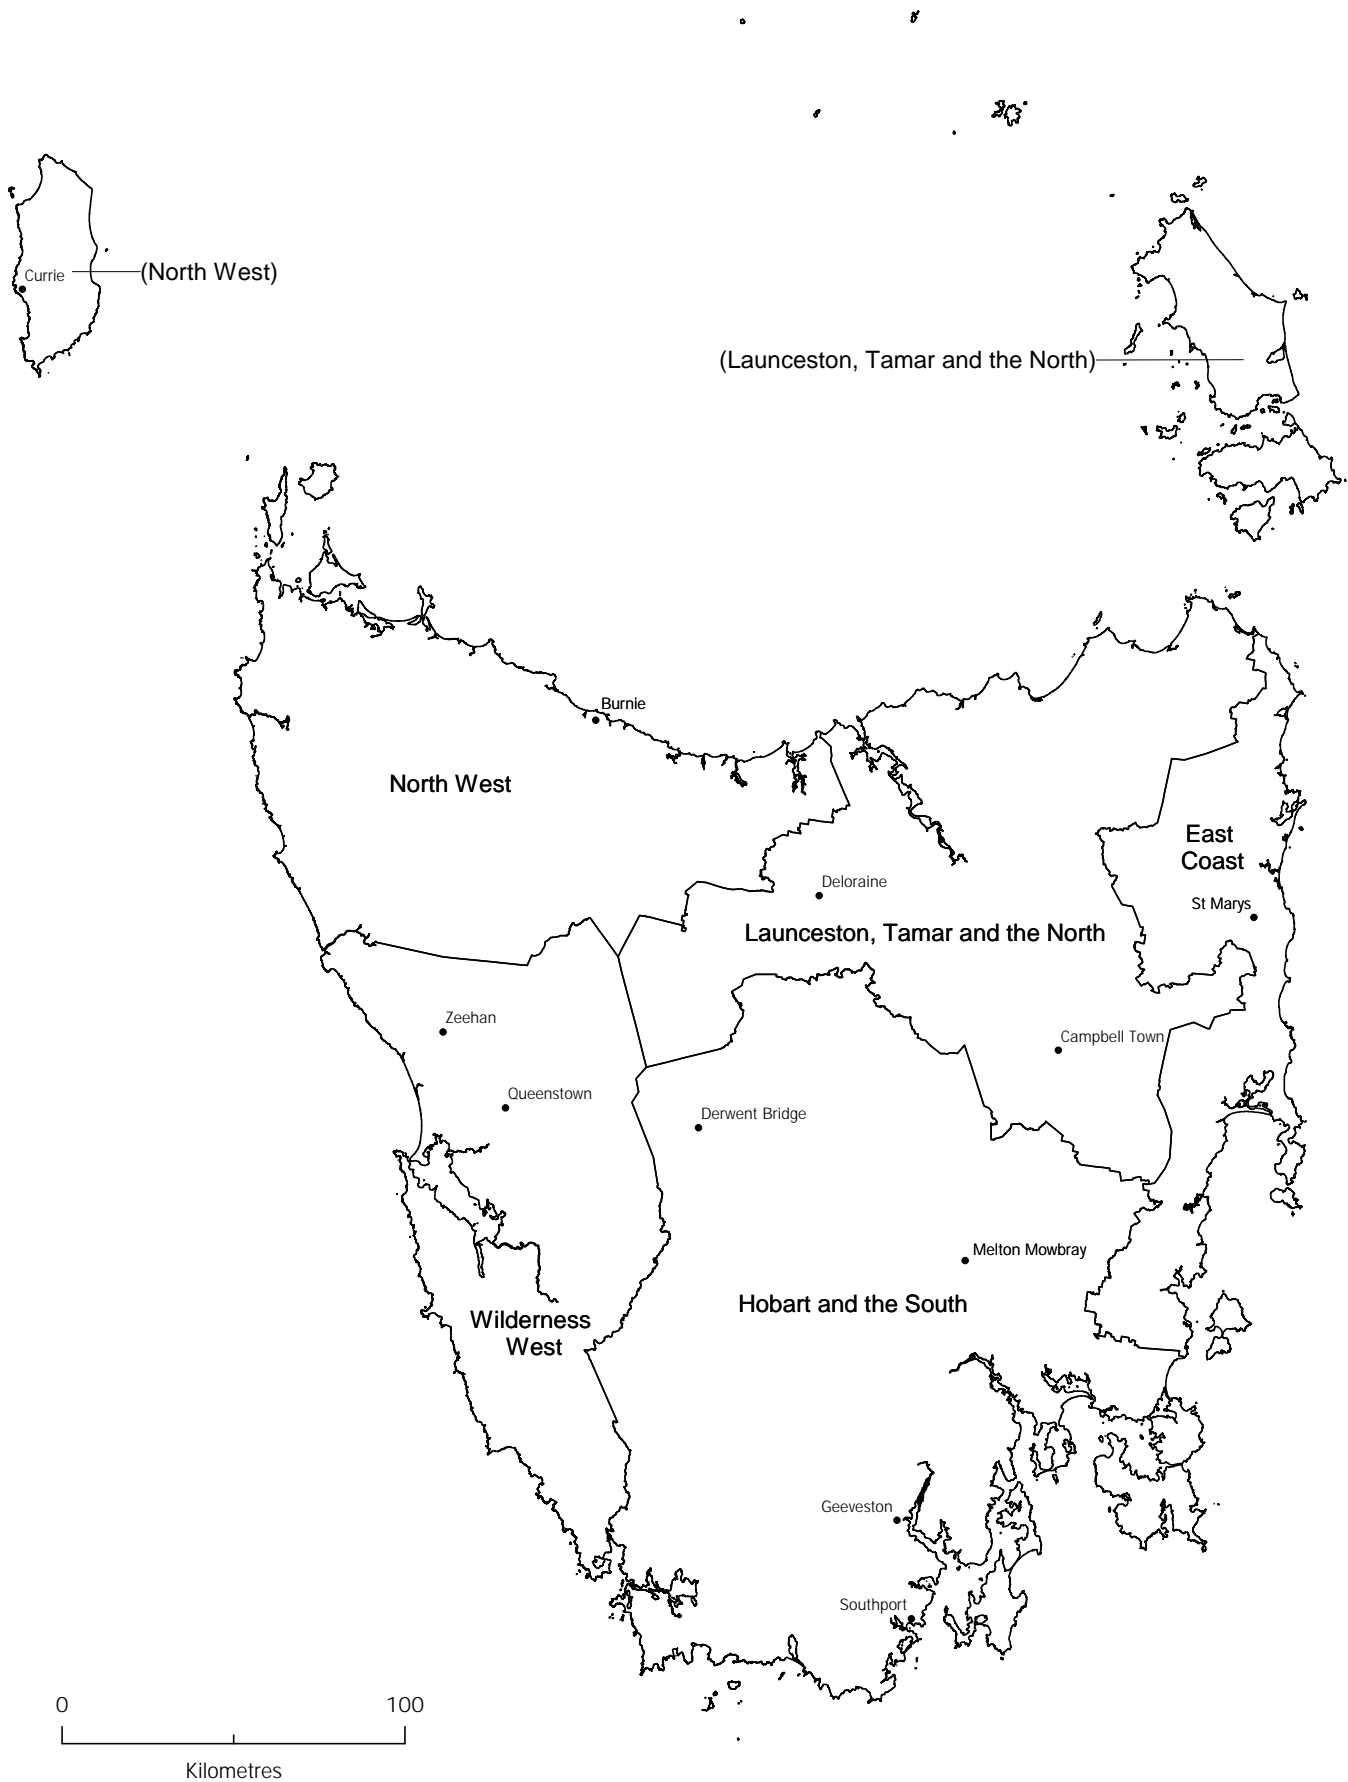 Currie
(North West)
(Launceston, Tamar and the North)
Burnie
North West
East
Coast
Deloraine
St Marys
Launceston, Tamar and the North
Zeehan
Campbell Town
Queenstown
Derwent Bridge
Melton Mowbray
Hobart and the South
Wilderness
West
Geeveston
Southport
0 100
Kilometres